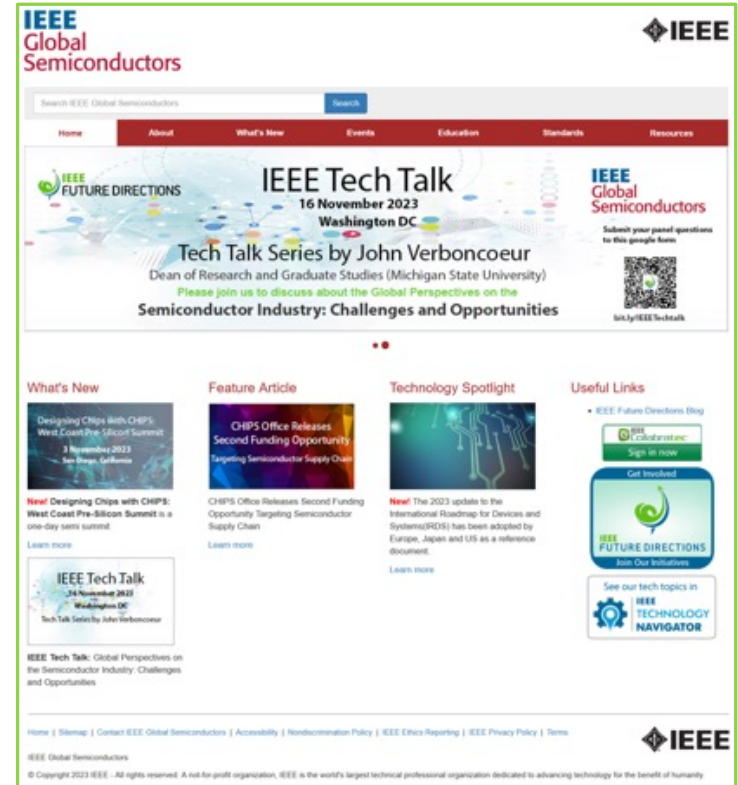 IEEE
Global
Semiconductors
IEEE
Search IEEE Global Semiconductors
Search
Home
About
What's New
Events
Education
Standards
Resources
IEEE
FUTURE DIRECTIONS
IEEE Tech Talk
16 November 2023
Washington DC
Tech Talk Series by John Verboncoeur
Dean of Research and Graduate Studies (Michigan State University)
Please join us to discuss about the Global Perspectives on the
Semiconductor Industry: Challenges and Opportunities
IEEE
Global
Semiconductors
Submit your panel questions
to this google form
bit.ly/IEEETechtalk
What's New
Designing Chips with CHIPS:
West Coast Pre-Silicon Summit
3 November 2023
San Diego, California
New! Designing Chips with CHIPS:
West Coast Pre-Silicon Summit is a
one-day semi summit
Learn more
IEEE Tech Talk
16 November 2023
Washington DC
Tech Talk Series by John Verboncoeur
IEEE Tech Talk: Global Perspectives on
the Semiconductor Industry: Challenges
and Opportunities
Feature Article
CHIPS Office Releases
Second Funding Opportunity
Targeting Semiconductor Supply Chain
CHIPS Office Releases Second Funding
Opportunity Targeting Semiconductor
Supply Chain
Learn more
Technology Spotlight
New! The 2023 update to the
International Roadmap for Devices and
Systems(IRDS) has been adopted by
Europe, Japan and US as a reference
document.
Learn more
Useful Links
• IEEE Future Directions Blog
IEEE
Collabratec
Sign in now
Get Involved
IEEE
FUTURE DIRECTIONS
Join Our Initiatives
See our tech topics in
IEEE
TECHNOLOGY
NAVIGATOR
Home | Sitemap | Contact IEEE Global Semiconductors | Accessibility | Nondiscrimination Policy | IEEE Ethics Reporting | IEEE Privacy Policy | Terms
IEEE
IEEE Global Semiconductors
© Copyright 2023 IEEE - All rights reserved. A not-for-profit organization, IEEE is the world's largest technical professional organization dedicated to advancing technology for the benefit of humanity.